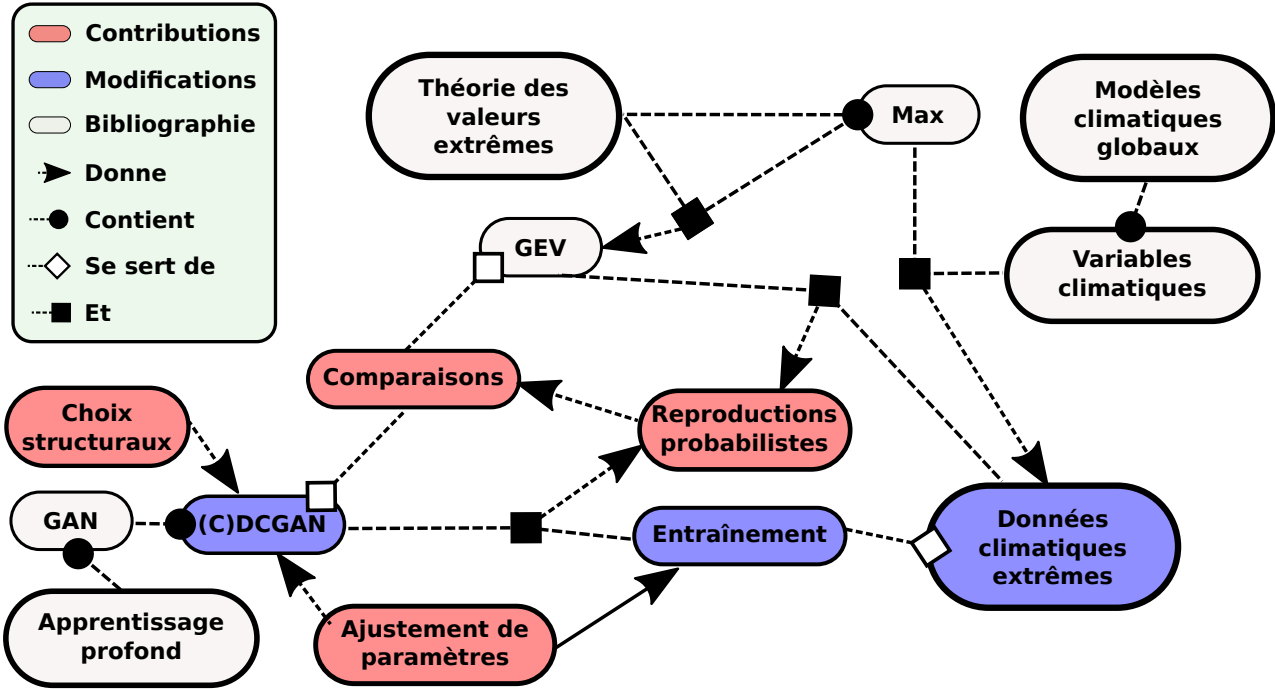 Contributions
Modifications
Bibliographie
Donne
Contient
Se sert de
Et
Théorie des
valeurs
extrêmes
Max
Modèles
climatiques
globaux
GEV
Variables
climatiques
Comparaisons
Choix
structuraux
Reproductions
probabilistes
GAN
(C)DCGAN
Entraînement
Données
climatiques
extrêmes
Apprentissage
profond
Ajustement de
paramètres